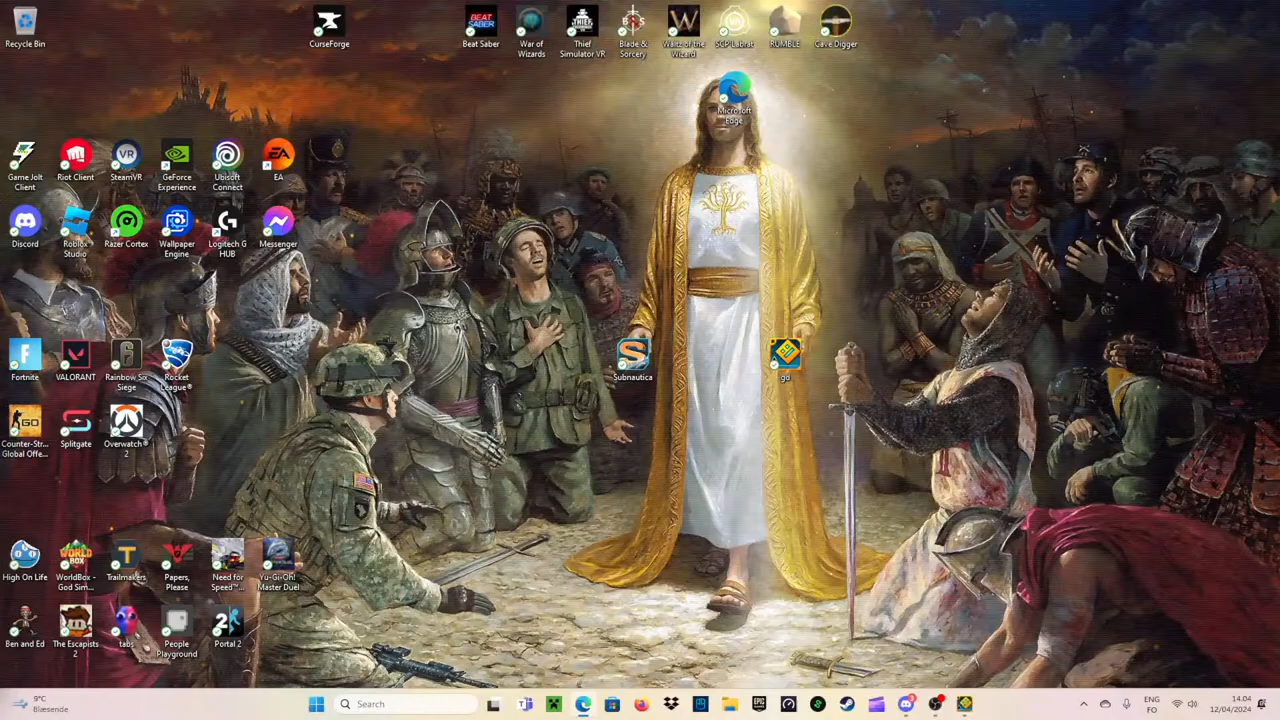 Recycle Bin
CurseForge
Beat Saber
War of
Wizards
Thief
Simulator VR
Blade &
Sorcery
Waltz of the
Wizard
SCP Labrat
RUMBLE
Cave Digger
Microsoft
Edge
Game Jolt
Client
Riot Client
SteamVR
GeForce
Experience
Ubisoft
Connect
EA
Discord
Roblox
Studio
Razer Cortex
Wallpaper
Engine
Logitech G
HUB
Messenger
Subnautica
gd
Fortnite
VALORANT
Rainbow Six
Siege
Rocket
League®
Counter-Str...
Global Offe...
Splitgate
Overwatch®
2
High On Life
WorldBox -
God Sim...
Trailmakers
Papers,
Please
Need for
Speed™...
Yu-Gi-Oh!
Master Duel
Ben and Ed
The Escapists
2
tabs
People
Playground
Portal 2
9°C
Blæsende
Search
ENG
FO
14.04
12/04/2024